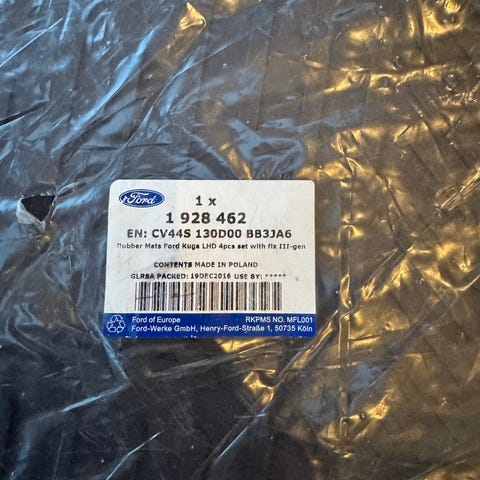 Ford
1 x
1 928 462
EN: CV44S 130D00 BB3JA6
Rubber Mats Ford Kuga LHD 4pcs set with fix III-gen
CONTENTS MADE IN POLAND
GLRSA PACKED: 19DEC2016 USE BY: *****
Ford of Europe RKPMS NO. MFL001
Ford-Werke GmbH, Henry-Ford-Straße 1, 50735 Köln